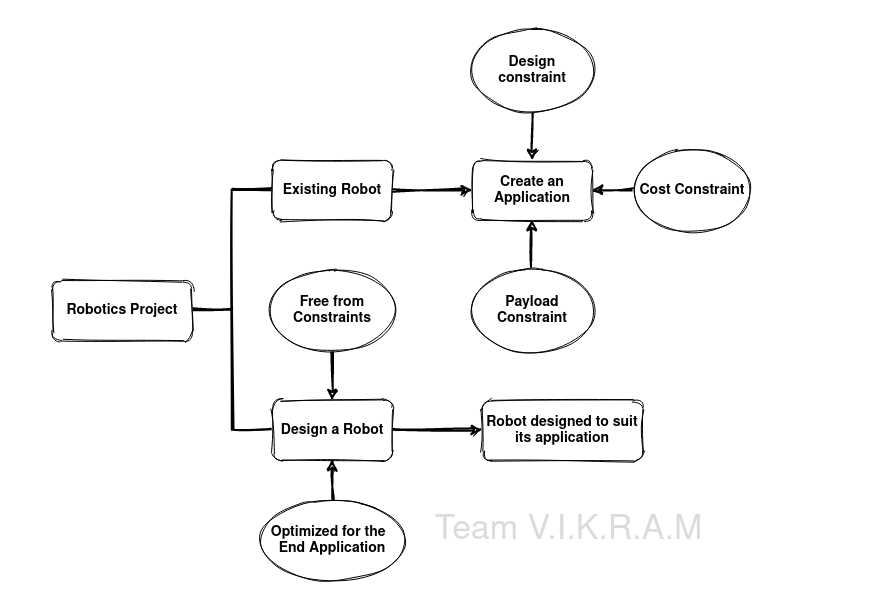 Design
constraint
Existing Robot
Create an
Application
Cost Constraint
Robotics Project
Free from
Constraints
Payload
Constraint
Design a Robot
Robot designed to suit
its application
Optimized for the
End Application
Team V.I.K.R.A.M